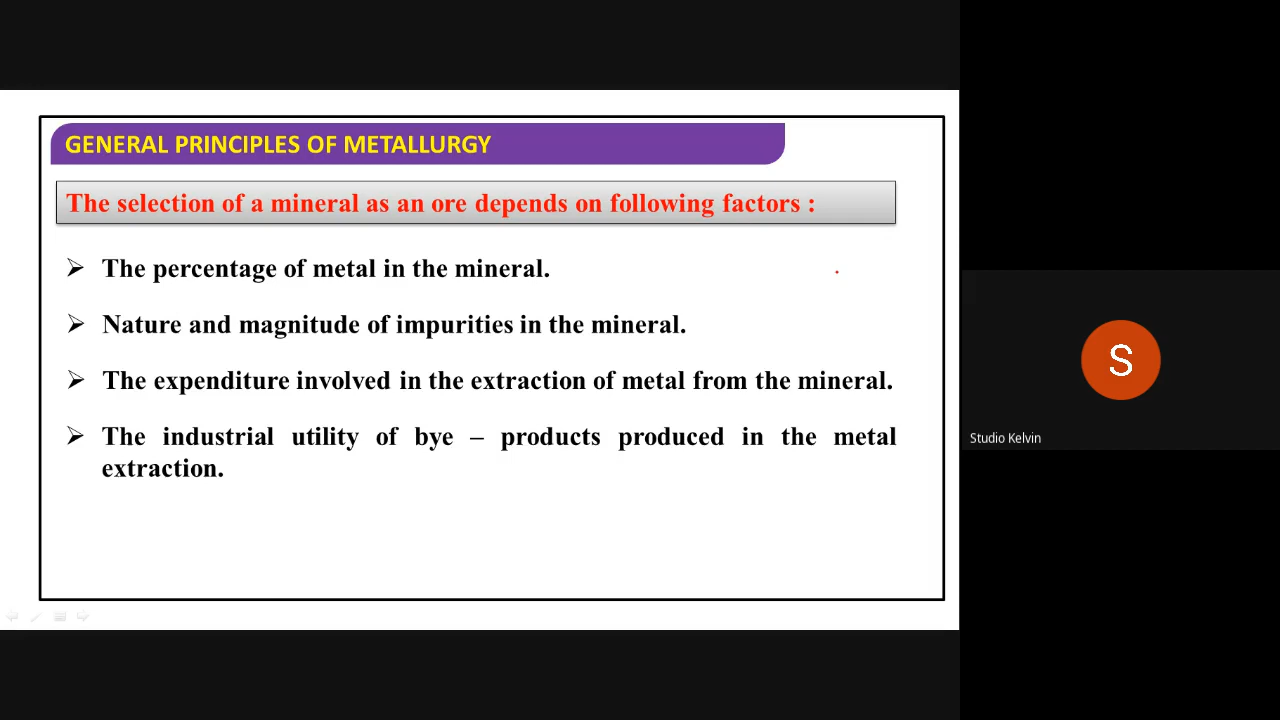 GENERAL PRINCIPLES OF METALLURGY
The selection of a mineral as an ore depends on following factors :
➢ The percentage of metal in the mineral.
➢ Nature and magnitude of impurities in the mineral.
➢ The expenditure involved in the extraction of metal from the mineral.
➢ The industrial utility of bye – products produced in the metal
extraction.
S
Studio Kelvin